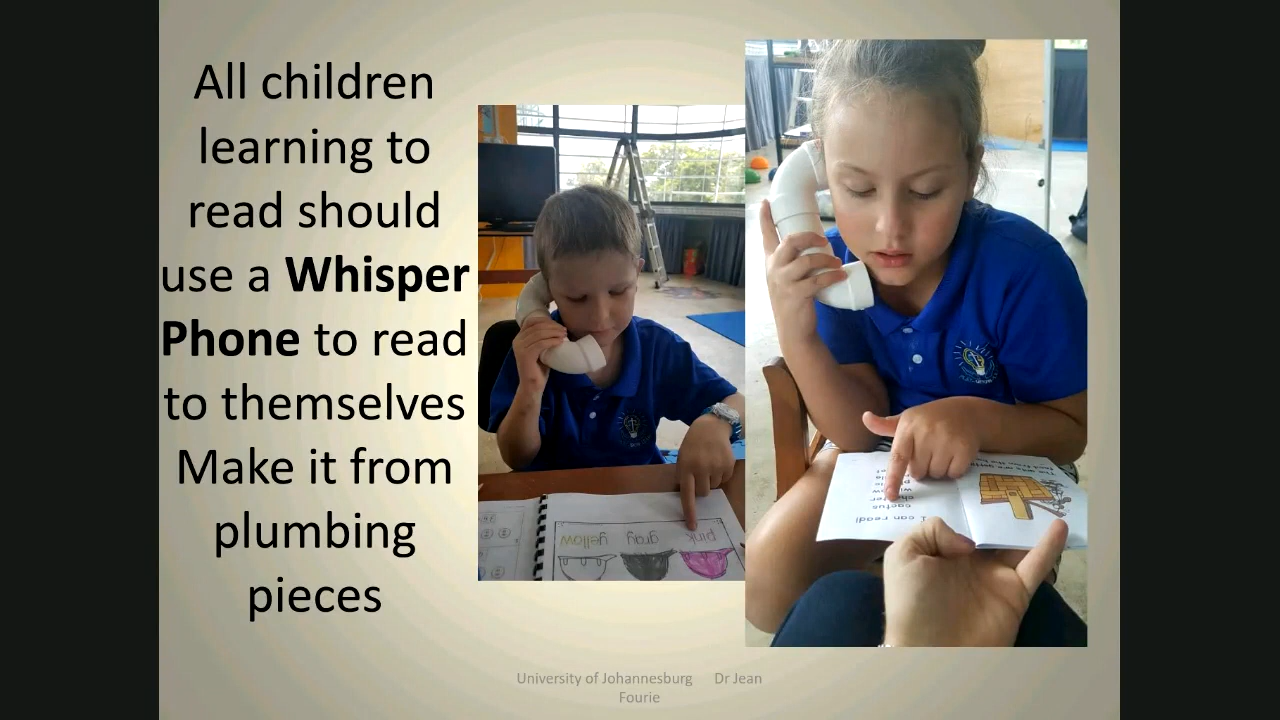 All children
learning to
read should
use a Whisper
Phone to read
to themselves
Make it from
plumbing
pieces
pink gray yellow
I can read!
cactus
University of Johannesburg Dr Jean
Fourie